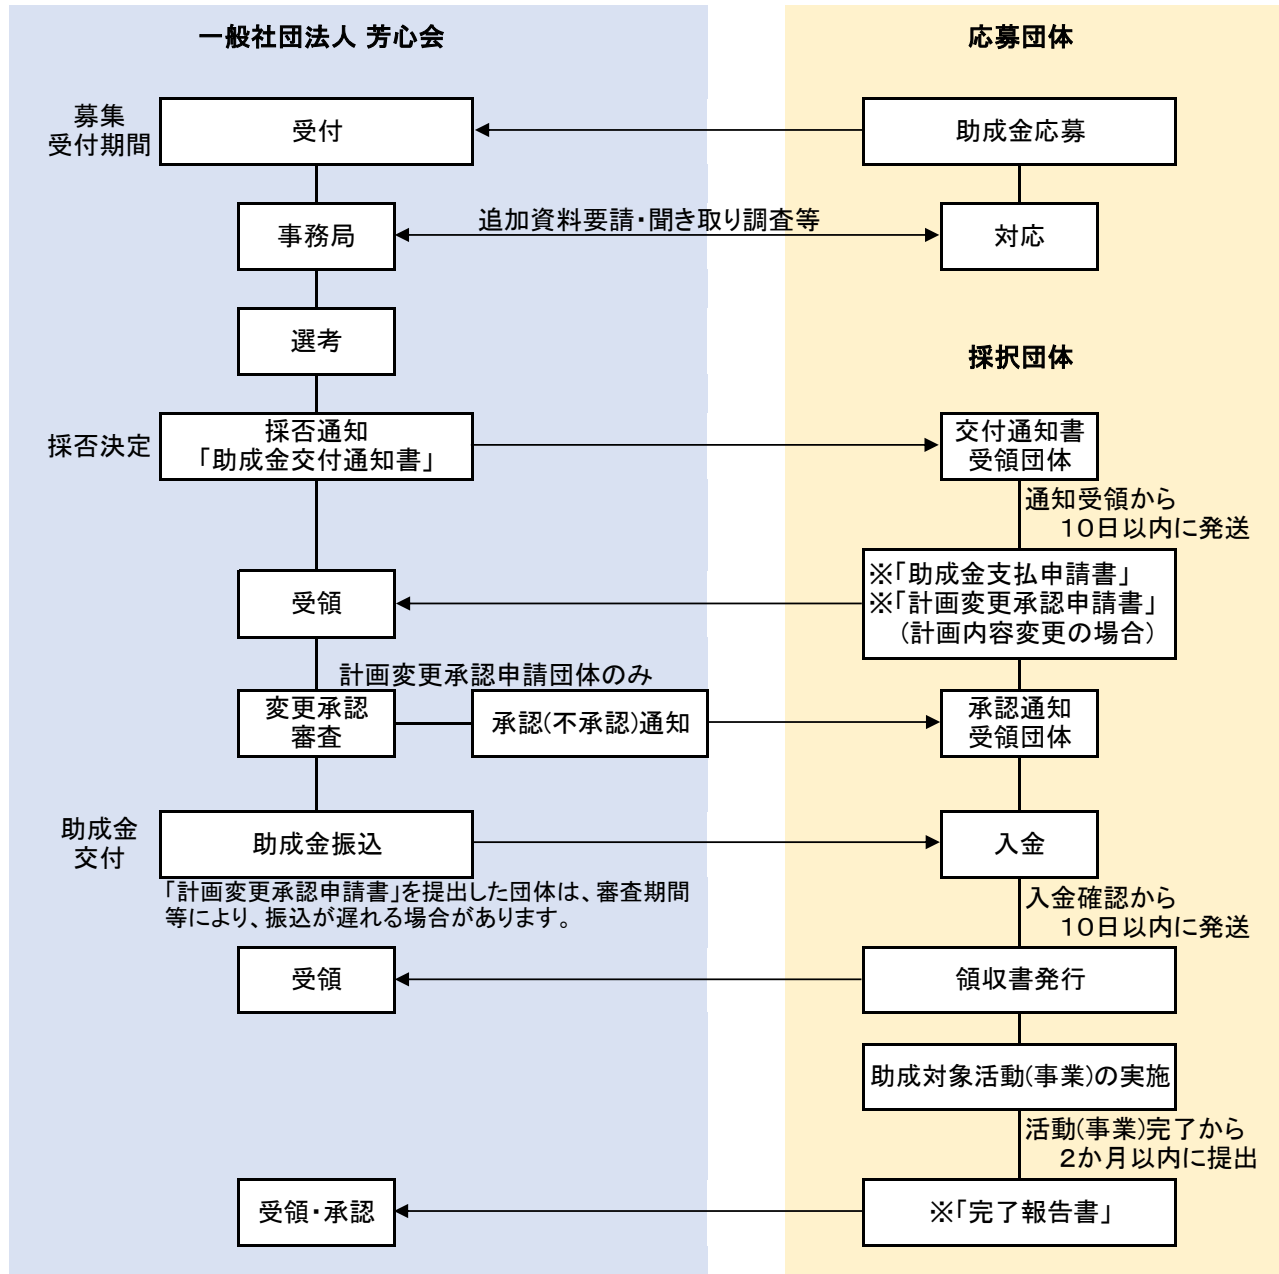 一般社団法人 芳心会
応募団体
募集
受付期間
受付
助成金応募
事務局
追加資料要請・聞き取り調査等
対応
選考
採択団体
採否決定
採否通知
「助成金交付通知書」
交付通知書
受領団体
通知受領から
10日以内に発送
受領
※「助成金支払申請書」
※「計画変更承認申請書」
(計画内容変更の場合)
計画変更承認申請団体のみ
変更承認
審査
承認(不承認)通知
承認通知
受領団体
助成金
交付
助成金振込
入金
「計画変更承認申請書」を提出した団体は、審査期間
等により、振込が遅れる場合があります。
入金確認から
10日以内に発送
受領
領収書発行
助成対象活動(事業)の実施
活動(事業)完了から
2か月以内に提出
受領・承認
※「完了報告書」